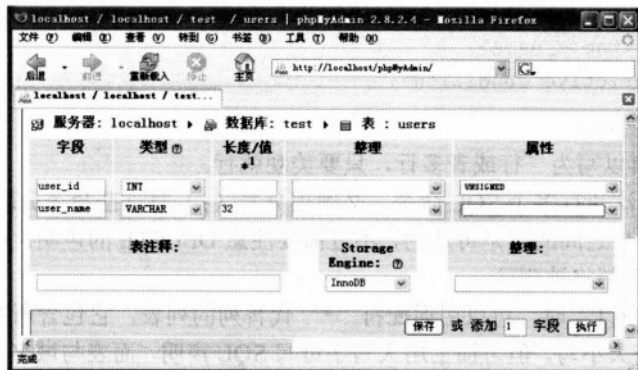 localhost / localhost / test / users | phpMyAdmin 2.8.2.4 - Mozilla Firefox
文件(F) 编辑(E) 查看(V) 转到(G) 书签(B) 工具(T) 帮助(H)
后退 前进 重新载入 停止 主页 http://localhost/phpMyAdmin/
localhost / localhost / test...
服务器: localhost ▸ 数据库: test ▸ 表 : users
字段 类型 长度/值*1 整理 属性
user_id INT UNSIGNED
user_name VARCHAR 32
表注释: Storage Engine: 整理:
InnoDB
保存 或 添加 1 字段 执行
完成